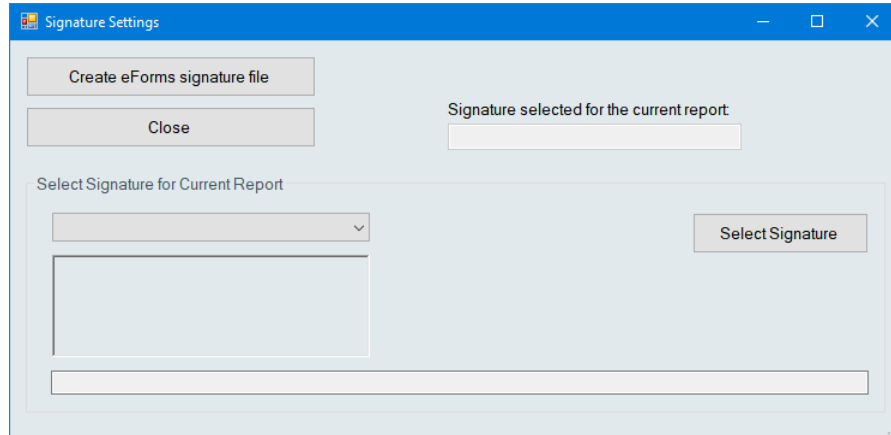 Signature Settings
Create eForms signature file
Close
Signature selected for the current report:
Select Signature for Current Report
Select Signature